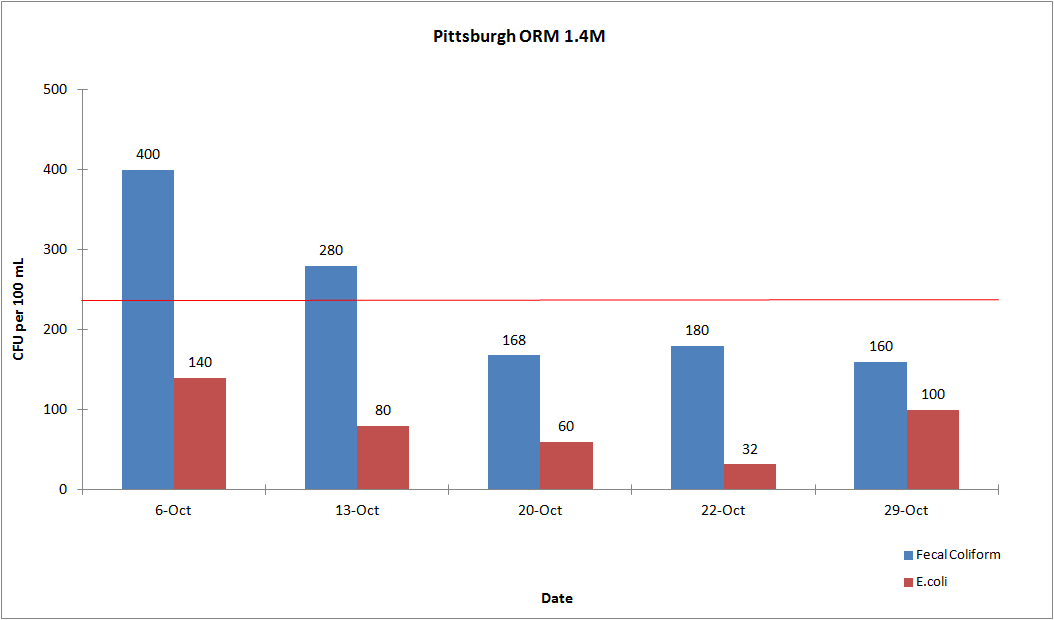 Pittsburgh ORM 1.4M
500
400
300
200
100
0
CFU per 100 mL
400
140
280
80
168
60
180
32
160
100
6-Oct
13-Oct
20-Oct
22-Oct
29-Oct
Fecal Coliform
E.coli
Date